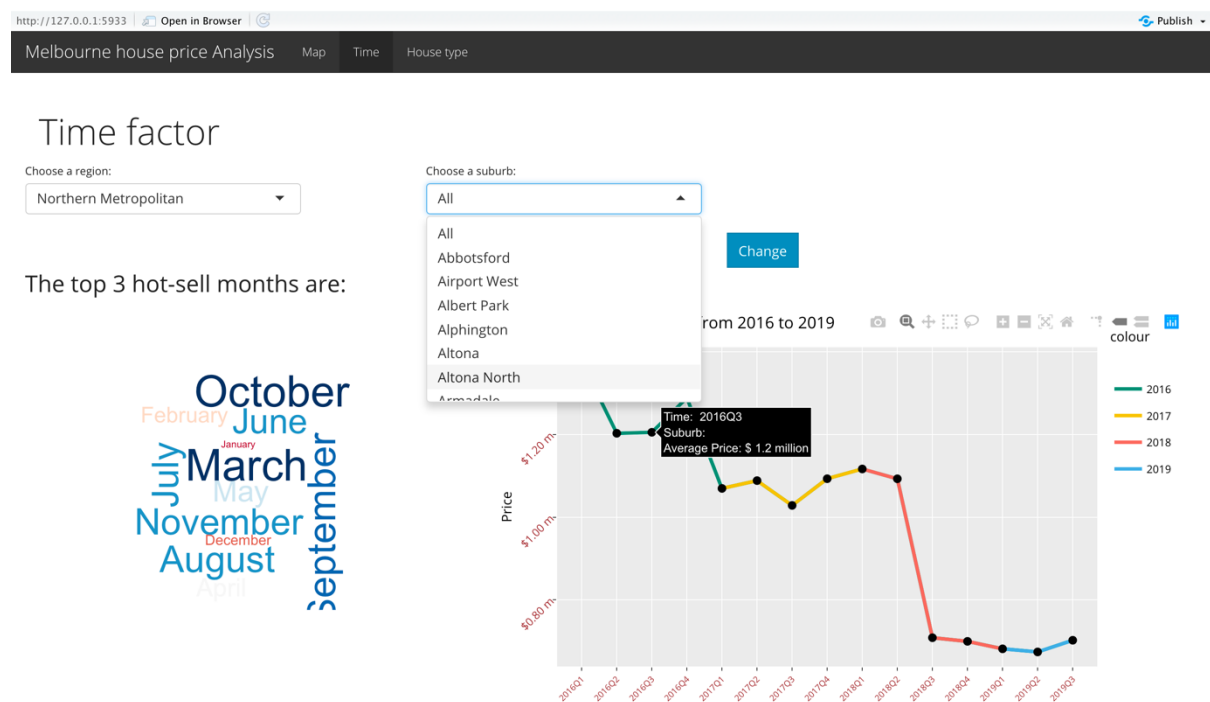 http://127.0.0.1:5933 Open in Browser Publish
Melbourne house price Analysis Map Time House type
Time factor
Choose a region: Choose a suburb:
Northern Metropolitan All
All
Abbotsford
Airport West
Albert Park
Alphington
Altona
Altona North
Armadale
Change
The top 3 hot-sell months are:
October
February
June
January
July
March
May
September
November
December
August
April
from 2016 to 2019
colour
2016
2017
2018
2019
Time: 2016Q3
Suburb:
Average Price: $ 1.2 million
Price
$1.20 m
$1.00 m
$0.80 m
2016Q1 2016Q2 2016Q3 2016Q4 2017Q1 2017Q2 2017Q3 2017Q4 2018Q1 2018Q2 2018Q3 2018Q4 2019Q1 2019Q2 2019Q3